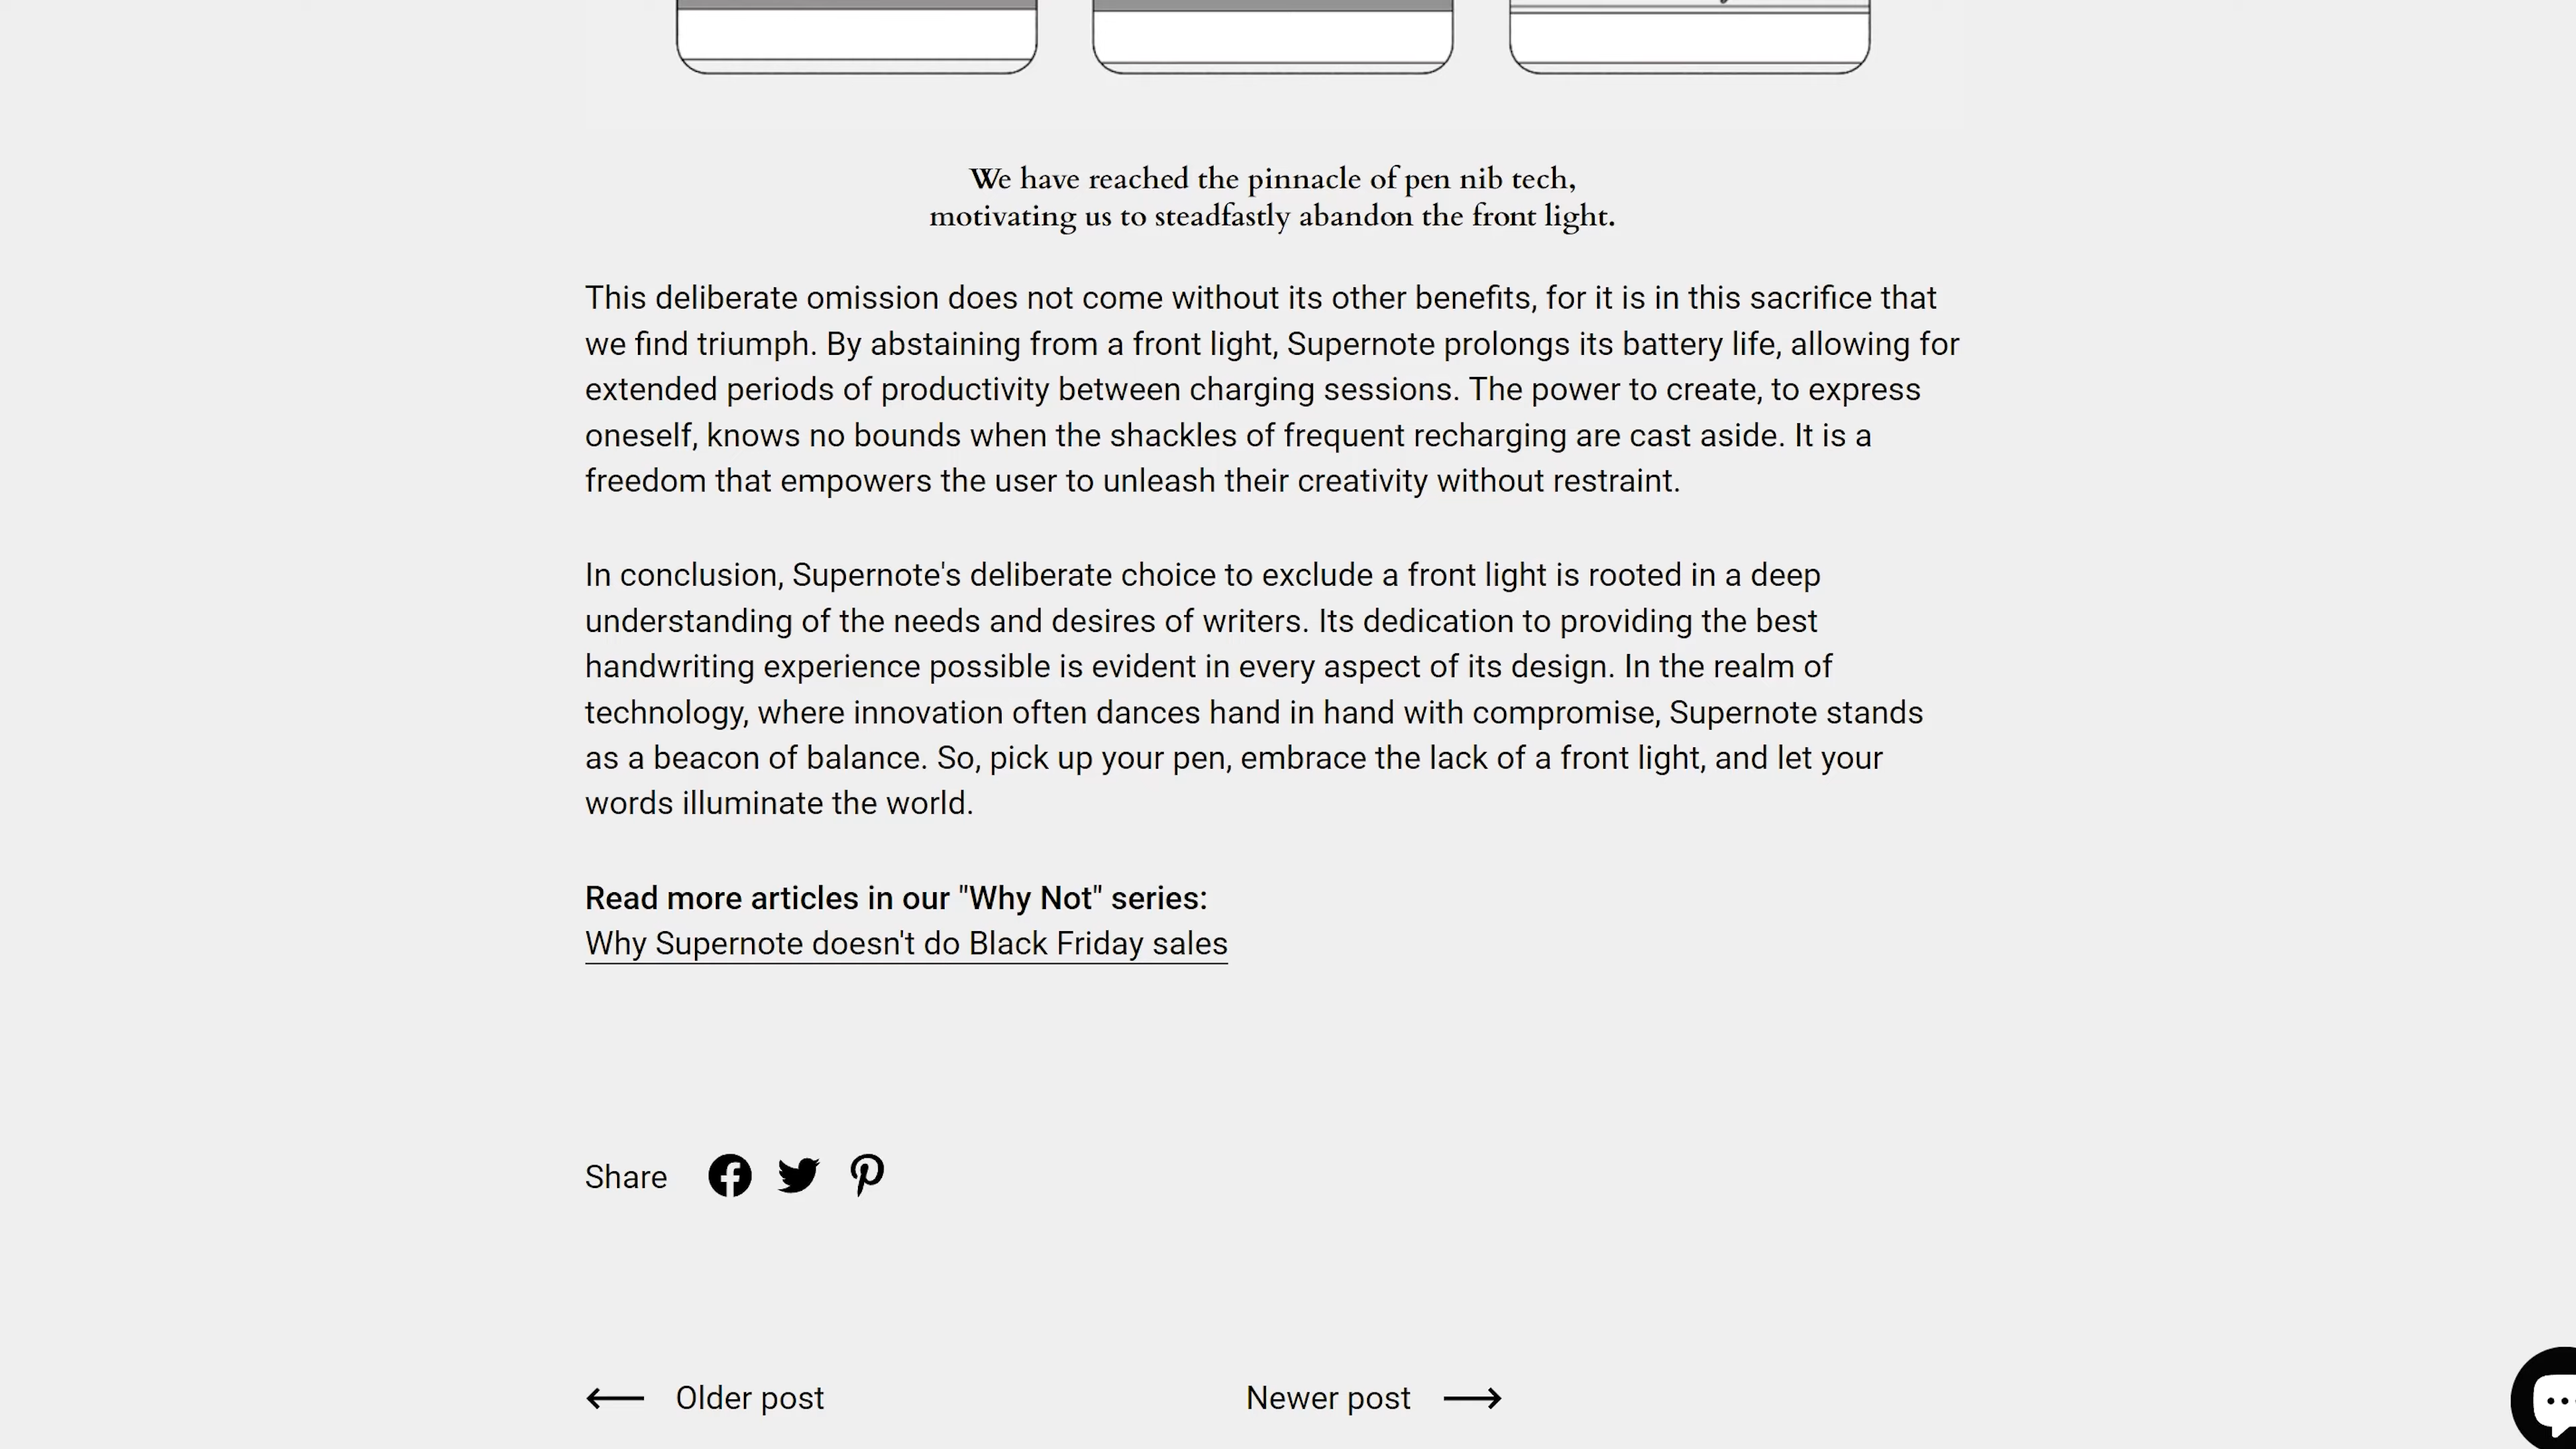 We have reached the pinnacle of pen nib tech,
motivating us to steadfastly abandon the front light.
This deliberate omission does not come without its other benefits, for it is in this sacrifice that
we find triumph. By abstaining from a front light, Supernote prolongs its battery life, allowing for
extended periods of productivity between charging sessions. The power to create, to express
oneself, knows no bounds when the shackles of frequent recharging are cast aside. It is a
freedom that empowers the user to unleash their creativity without restraint.
In conclusion, Supernote's deliberate choice to exclude a front light is rooted in a deep
understanding of the needs and desires of writers. Its dedication to providing the best
handwriting experience possible is evident in every aspect of its design. In the realm of
technology, where innovation often dances hand in hand with compromise, Supernote stands
as a beacon of balance. So, pick up your pen, embrace the lack of a front light, and let your
words illuminate the world.
Read more articles in our "Why Not" series:
Why Supernote doesn't do Black Friday sales
Share
Older post
Newer post